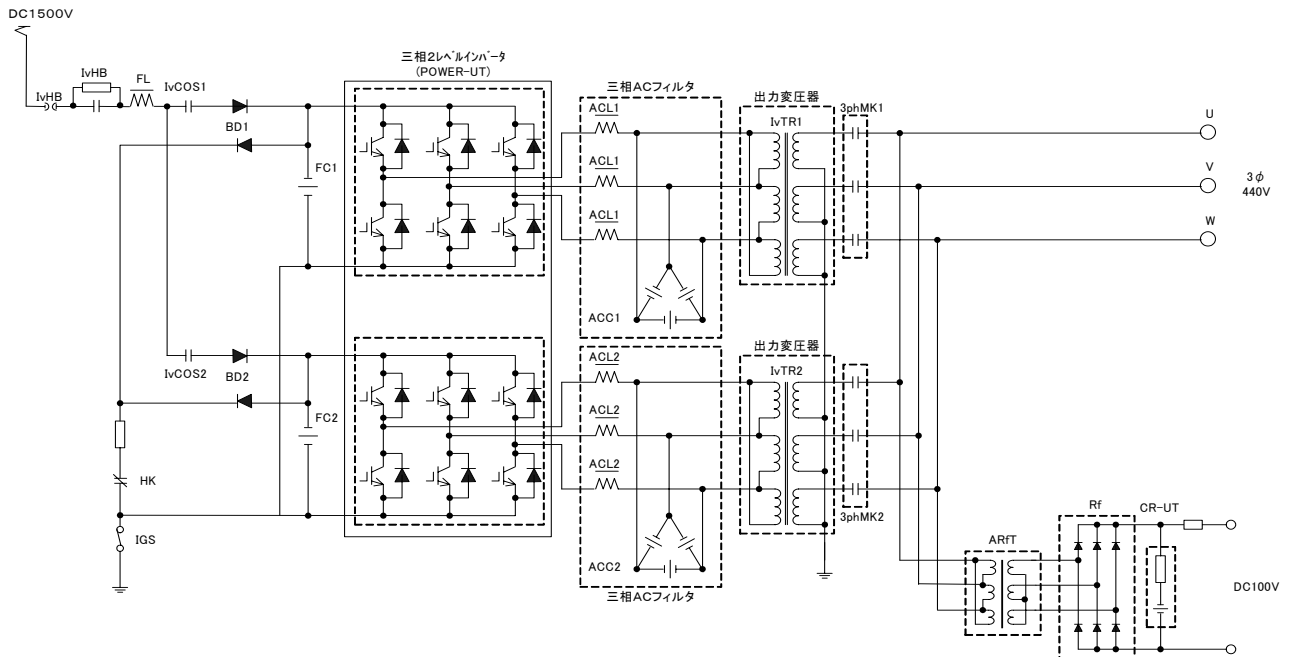 DC1500V
IvHB
IvHB
FL
IvCOS1
BD1
FC1
三相2レベルインバータ
(POWER-UT)
三相ACフィルタ
ACL1
ACL1
ACL1
ACC1
出力変圧器
IvTR1
3phMK1
U
V
W
3φ
440V
IvCOS2
BD2
FC2
HK
IGS
ACL2
ACL2
ACL2
ACC2
三相ACフィルタ
出力変圧器
IvTR2
3phMK2
ARfT
Rf
CR-UT
DC100V